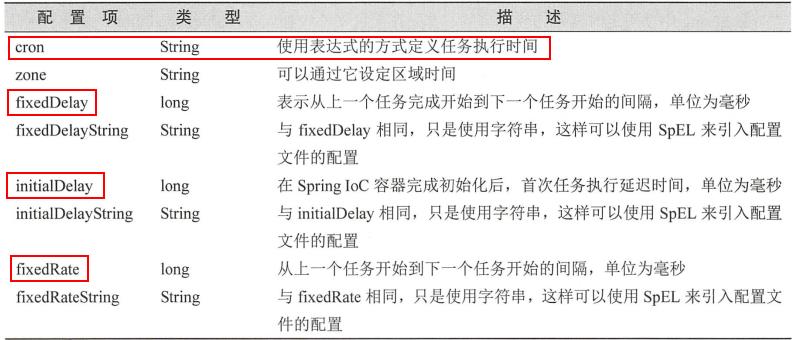 配 置 项 类 型 描 述
cron String 使用表达式的方式定义任务执行时间
zone String 可以通过它设定区域时间
fixedDelay long 表示从上一个任务完成开始到下一个任务开始的间隔，单位为毫秒
fixedDelayString String 与 fixedDelay 相同，只是使用字符串，这样可以使用 SpEL 来引入配置
文件的配置
initialDelay long 在 Spring IoC 容器完成初始化后，首次任务执行延迟时间，单位为毫秒
initialDelayString String 与 initialDelay 相同，只是使用字符串，这样可以使用 SpEL 来引入配置
文件的配置
fixedRate long 从上一个任务开始到下一个任务开始的间隔，单位为毫秒
fixedRateString String 与 fixedRate 相同，只是使用字符串，这样可以使用 SpEL 来引入配置文
件的配置